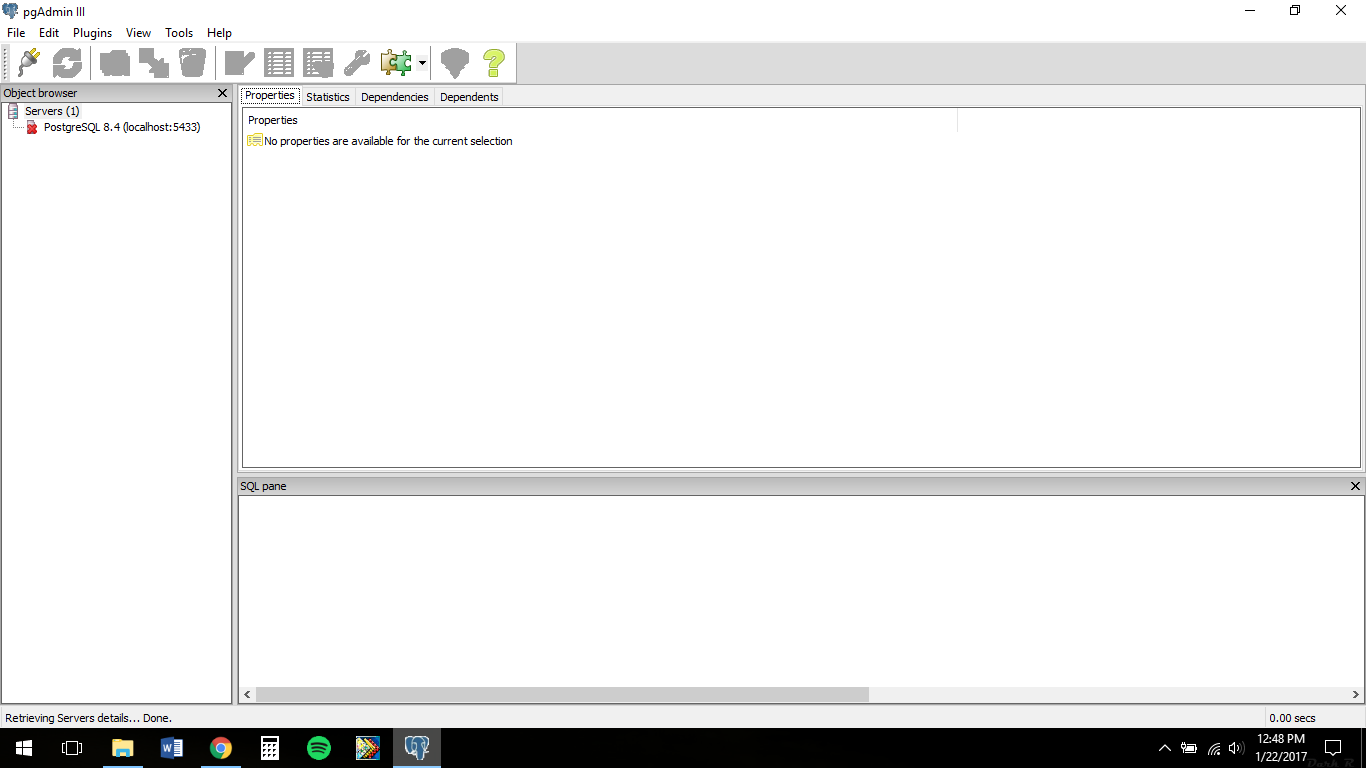 pgAdmin III
File Edit Plugins View Tools Help
Object browser
Servers (1)
PostgreSQL 8.4 (localhost:5433)
Properties Statistics Dependencies Dependents
Properties
No properties are available for the current selection
SQL pane
Retrieving Servers details... Done.
0.00 secs
12:48 PM
1/22/2017